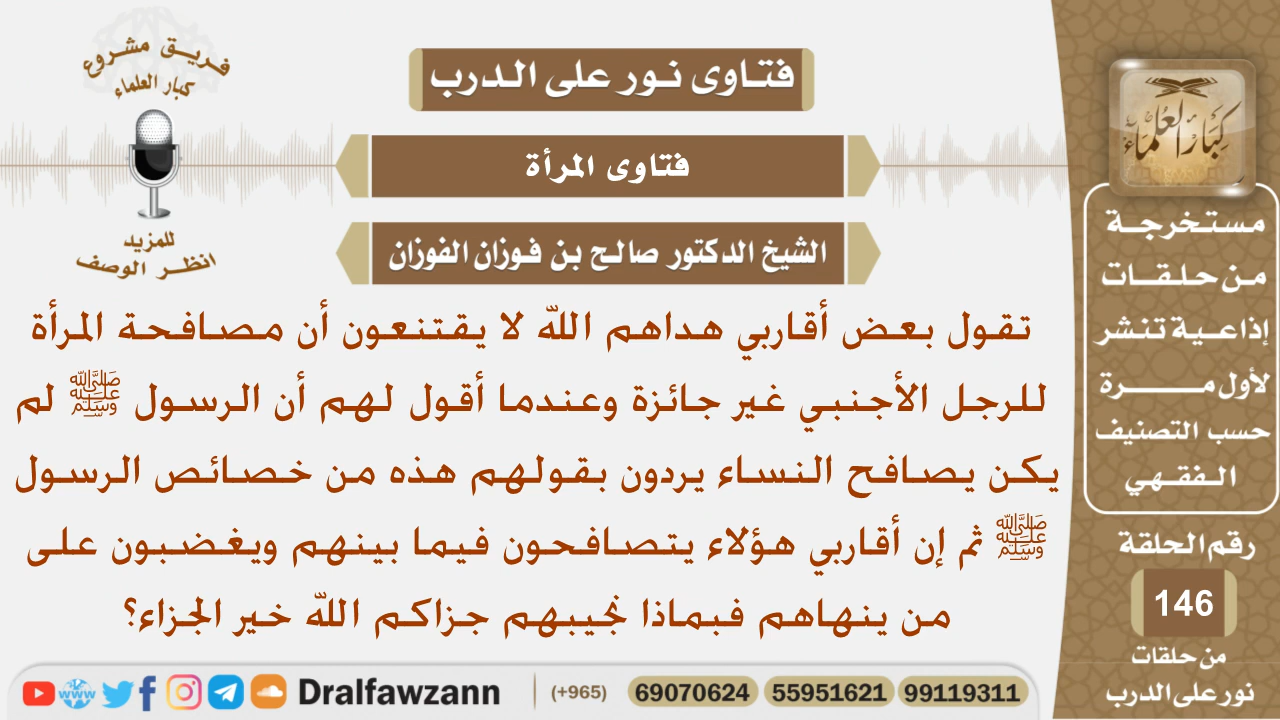 فريق مشروع
كبار العلماء
للمزيد
انظر الوصف
فتاوى نور على الدرب
فتاوى المرأة
الشيخ الدكتور صالح بن فوزان الفوزان
تقول بعض أقاربي هداهم الله لا يقتنعون أن مصافحة المرأة
للرجل الأجنبي غير جائزة وعندما أقول لهم أن الرسول ﷺ لم
يكن يصافح النساء يردون بقولهم هذه من خصائص الرسول
ﷺ ثم إن أقاربي هؤلاء يتصافحون فيما بينهم ويغضبون على
من ينهاهم فبماذا نجيبهم جزاكم الله خير الجزاء؟
كبار العلماء
مستخرجة
من حلقات
إذاعية تنشر
لأول مرة
حسب التصنيف
الفقهي
رقم الحلقة
146
من حلقات
نور على الدرب
www Dralfawzann (+965) 69070624 55951621 99119311